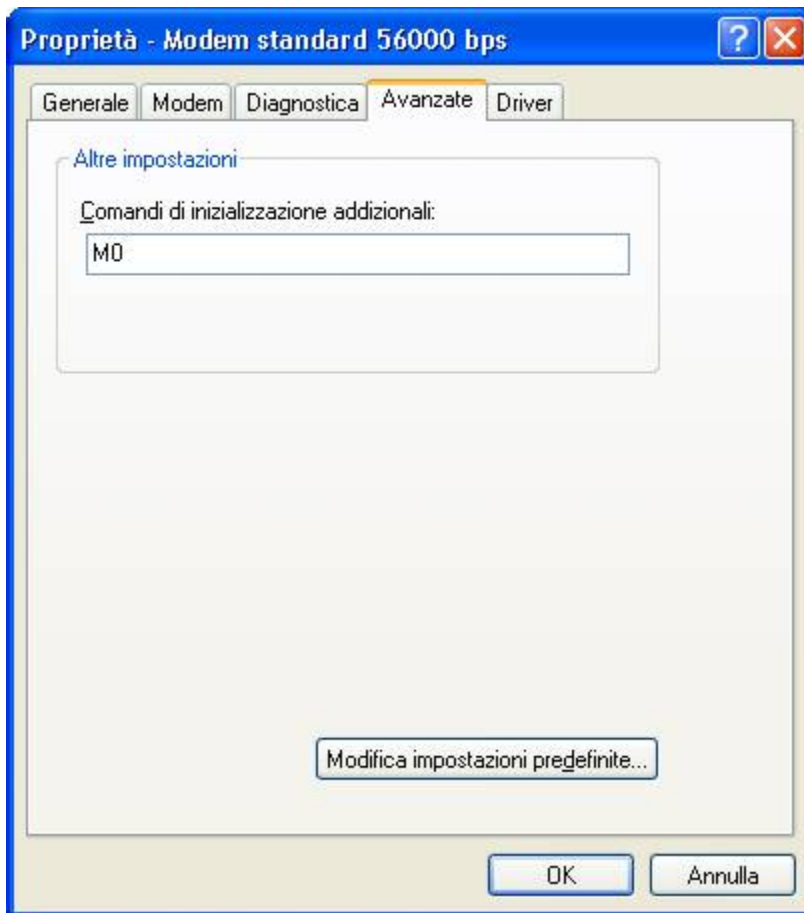 Proprietà - Modem standard 56000 bps
Generale Modem Diagnostica Avanzate Driver
Altre impostazioni
Comandi di inizializzazione addizionali:
M0
Modifica impostazioni predefinite...
OK Annulla